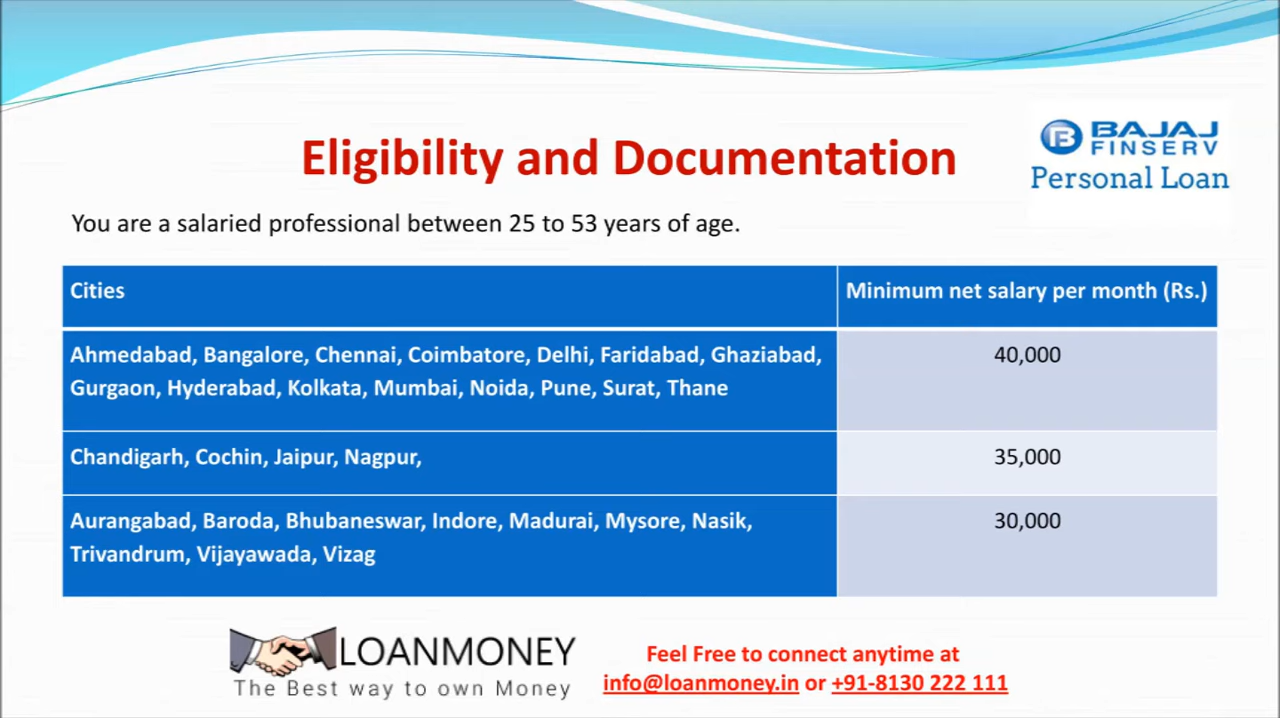 Eligibility and Documentation
BAJAJ
FINSERV
Personal Loan
You are a salaried professional between 25 to 53 years of age.
Cities
Minimum net salary per month (Rs.)
Ahmedabad, Bangalore, Chennai, Coimbatore, Delhi, Faridabad, Ghaziabad,
Gurgaon, Hyderabad, Kolkata, Mumbai, Noida, Pune, Surat, Thane
40,000
Chandigarh, Cochin, Jaipur, Nagpur,
35,000
Aurangabad, Baroda, Bhubaneswar, Indore, Madurai, Mysore, Nasik,
Trivandrum, Vijayawada, Vizag
30,000
LOANMONEY
The Best way to own Money
Feel Free to connect anytime at
info@loanmoney.in or +91-8130 222 111